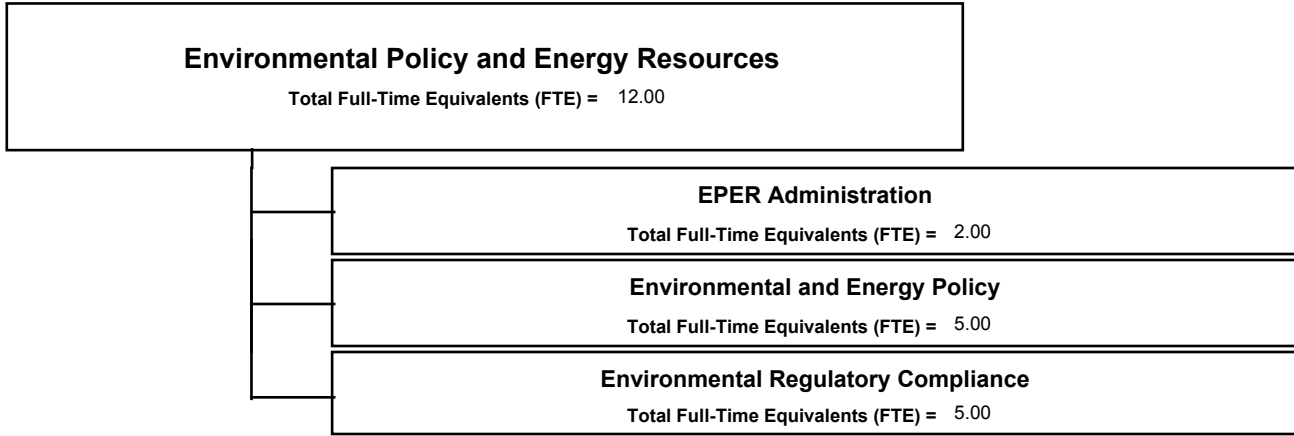 Environmental Policy and Energy Resources
Total Full-Time Equivalents (FTE) = 12.00
EPER Administration
Total Full-Time Equivalents (FTE) = 2.00
Environmental and Energy Policy
Total Full-Time Equivalents (FTE) = 5.00
Environmental Regulatory Compliance
Total Full-Time Equivalents (FTE) = 5.00